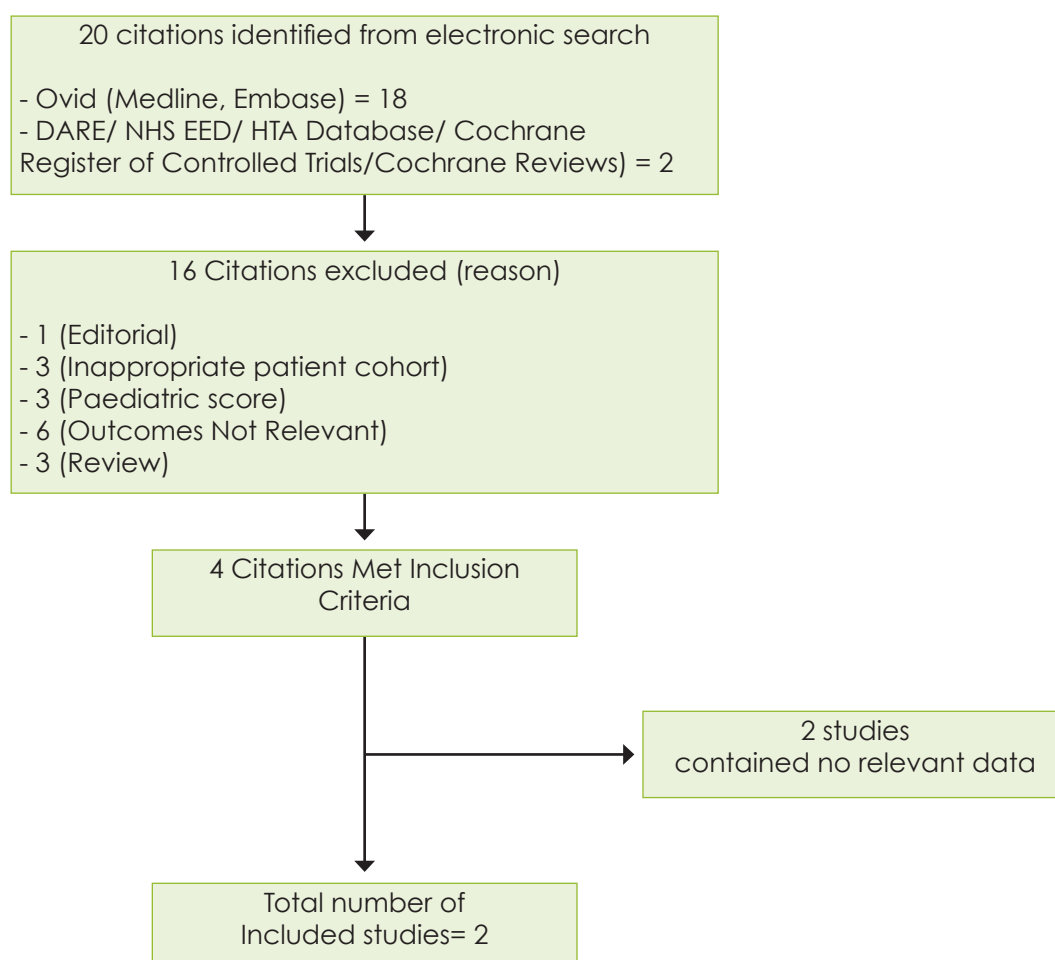 20 citations identified from electronic search
- Ovid (Medline, Embase) = 18
- DARE/ NHS EED/ HTA Database/ Cochrane
Register of Controlled Trials/Cochrane Reviews) = 2
16 Citations excluded (reason)
- 1 (Editorial)
- 3 (Inappropriate patient cohort)
- 3 (Paediatric score)
- 6 (Outcomes Not Relevant)
- 3 (Review)
4 Citations Met Inclusion
Criteria
2 studies
contained no relevant data
Total number of
Included studies= 2